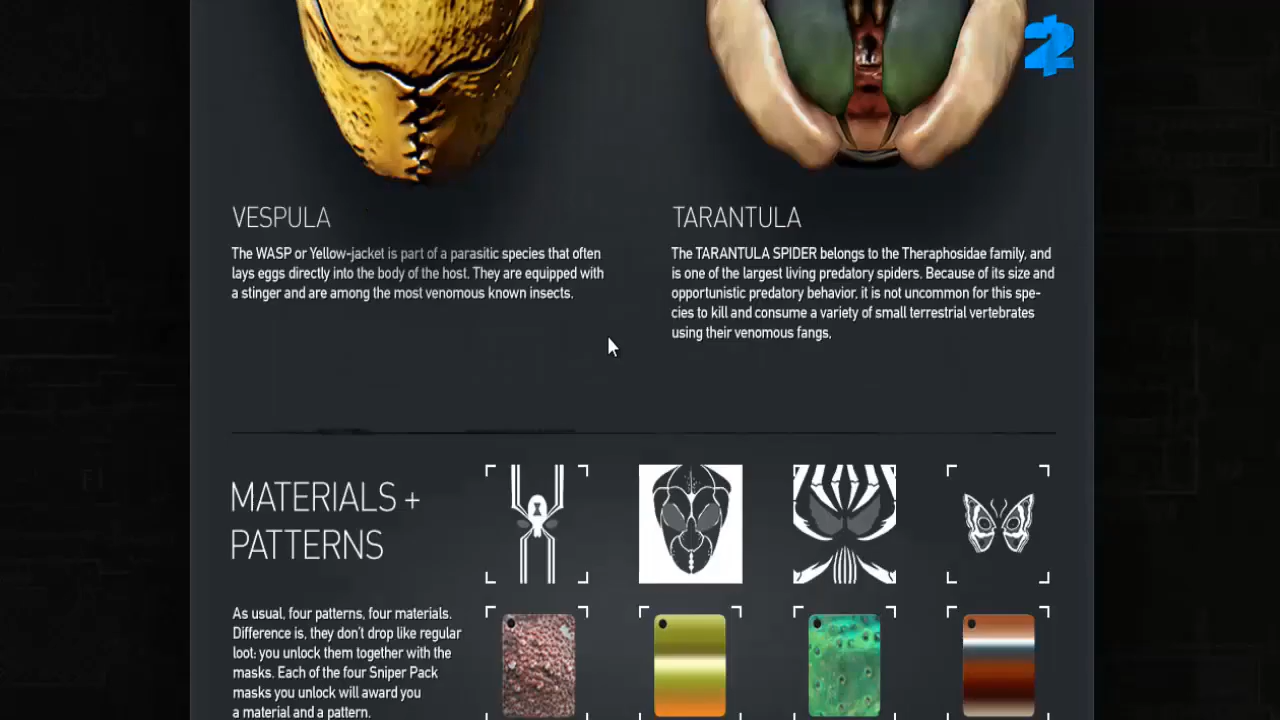 2
VESPULA
The WASP or Yellow-jacket is part of a parasitic species that often
lays eggs directly into the body of the host. They are equipped with
a stinger and are among the most venomous known insects.
TARANTULA
The TARANTULA SPIDER belongs to the Theraphosidae family, and
is one of the largest living predatory spiders. Because of its size and
opportunistic predatory behavior, it is not uncommon for this spe-
cies to kill and consume a variety of small terrestrial vertebrates
using their venomous fangs,
MATERIALS +
PATTERNS
As usual, four patterns, four materials.
Difference is, they don't drop like regular
loot: you unlock them together with the
masks. Each of the four Sniper Pack
masks you unlock will award you
a material and a pattern.